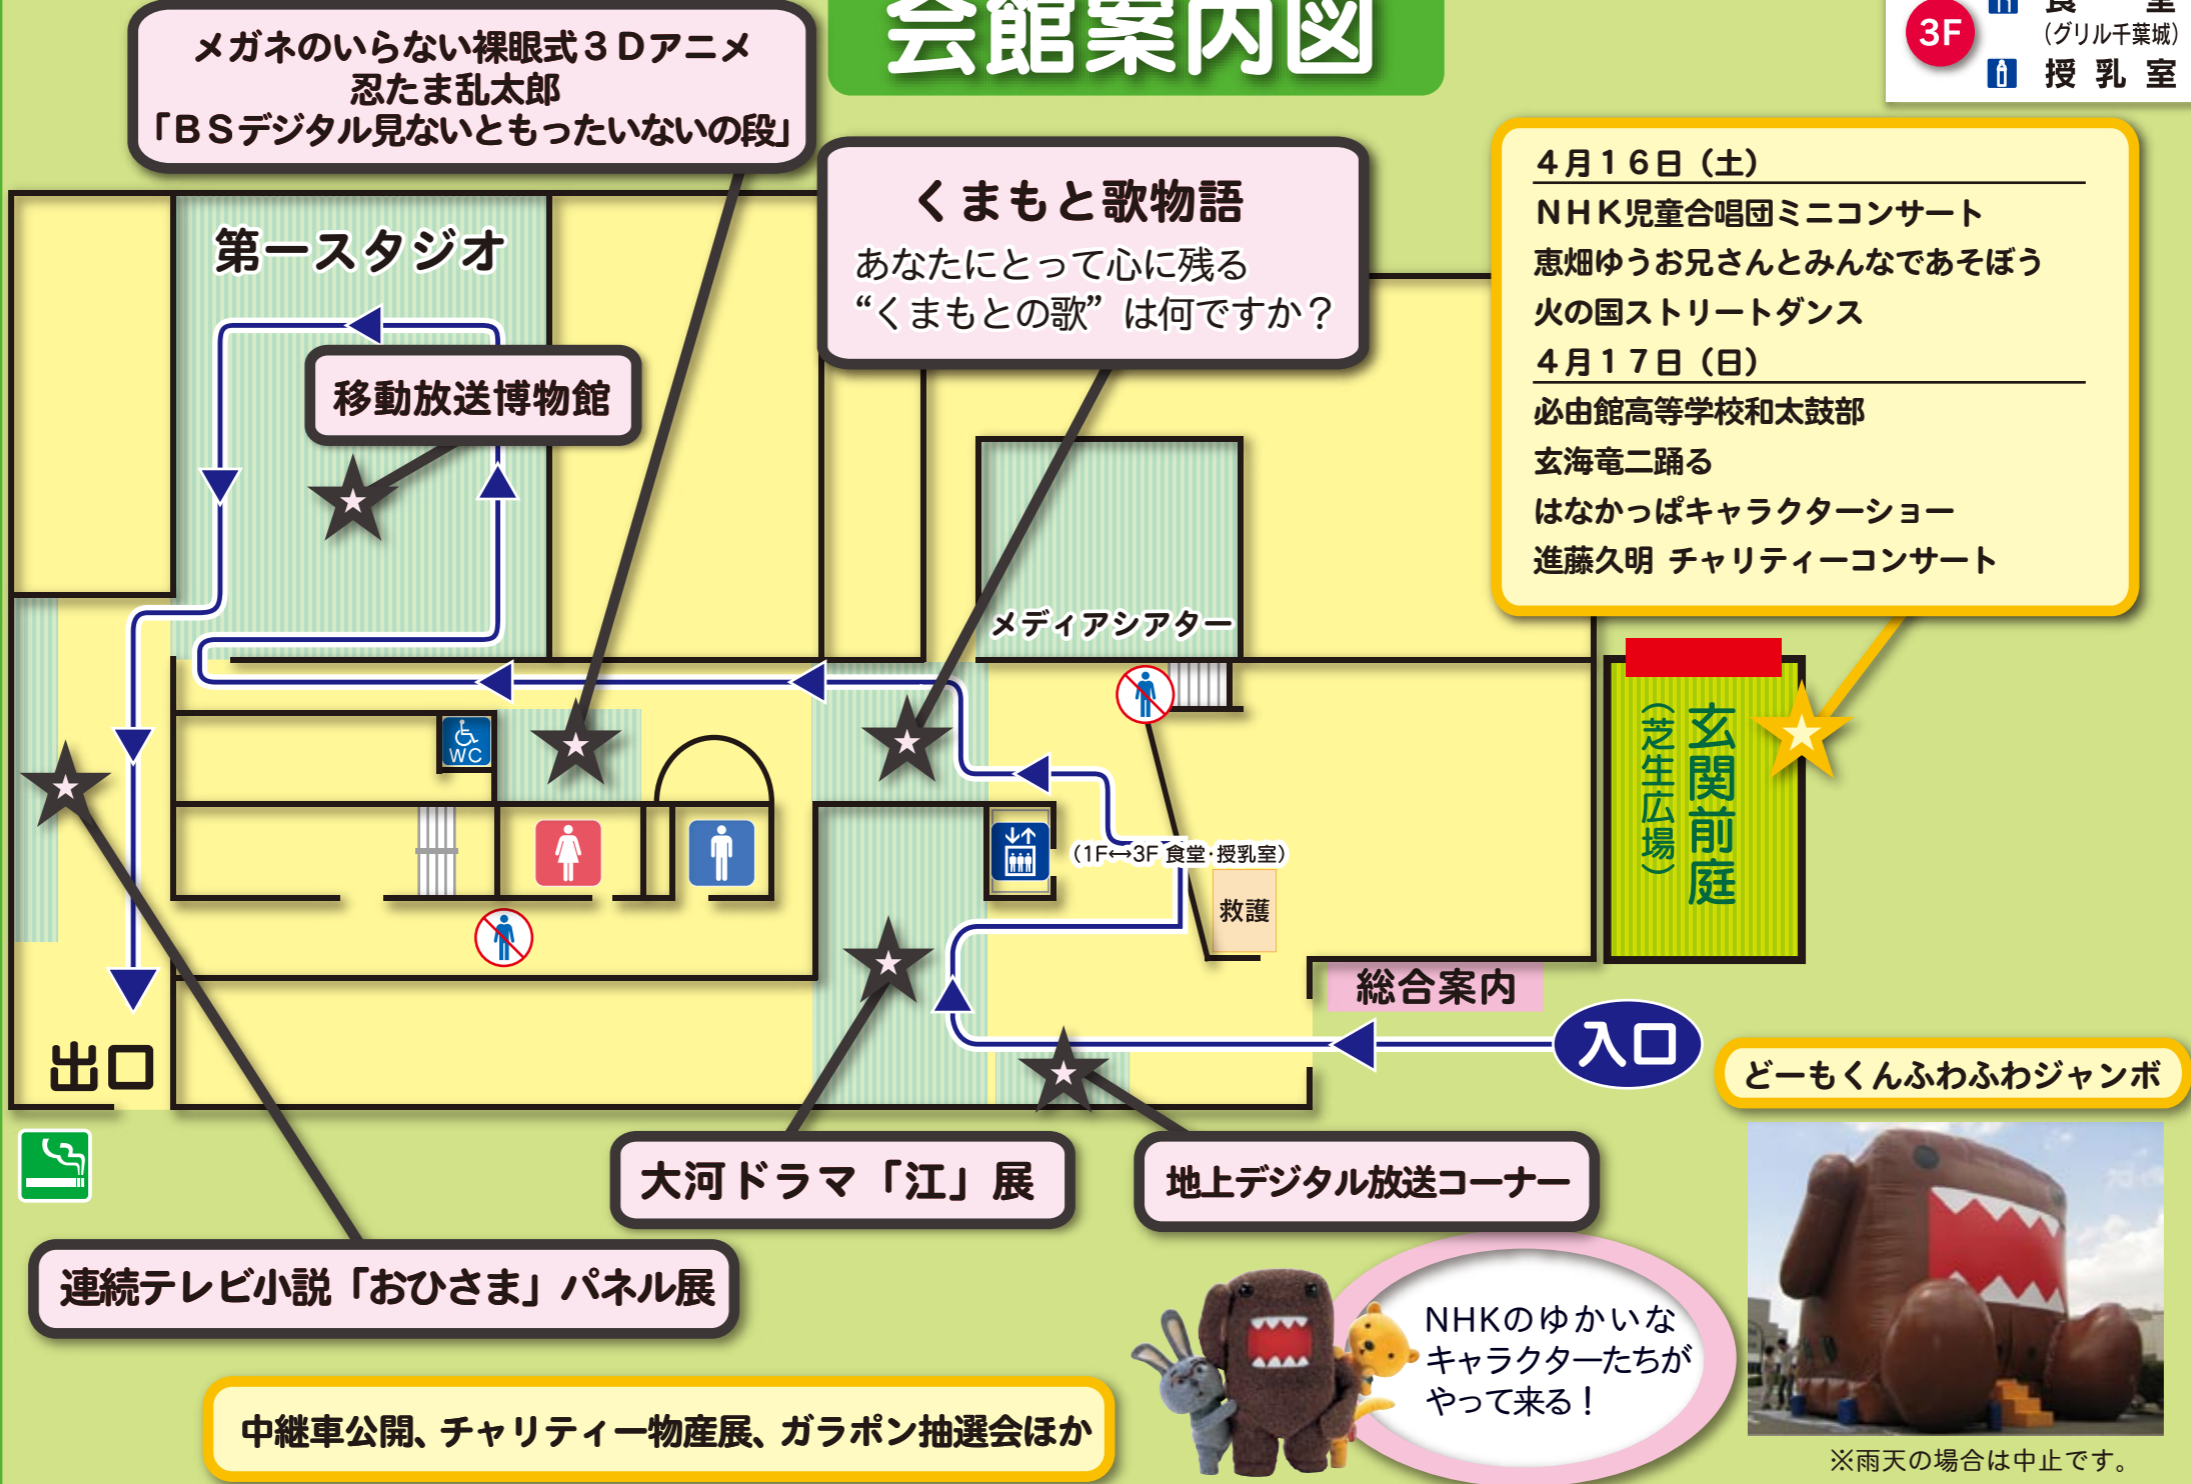 会館案内図
3F
食堂
（グリル千葉城）
授乳室
メガネのいらない裸眼式３Ｄアニメ
忍たま乱太郎
「ＢＳデジタル見ないともったいないの段」
くまもと歌物語
あなたにとって心に残る
“くまもとの歌”は何ですか？
４月１６日（土）
ＮＨＫ児童合唱団ミニコンサート
恵畑ゆうお兄さんとみんなであそぼう
火の国ストリートダンス
４月１７日（日）
必由館高等学校和太鼓部
玄海竜二踊る
はなかっぱキャラクターショー
進藤久明 チャリティーコンサート
第一スタジオ
移動放送博物館
メディアシアター
WC
（1F↔3F 食堂・授乳室）
救護
玄関前庭
（芝生広場）
総合案内
入口
出口
どーもくんふわふわジャンボ
大河ドラマ「江」展
地上デジタル放送コーナー
連続テレビ小説「おひさま」パネル展
NHKのゆかいな
キャラクターたちが
やって来る！
中継車公開、チャリティー物産展、ガラポン抽選会ほか
※雨天の場合は中止です。